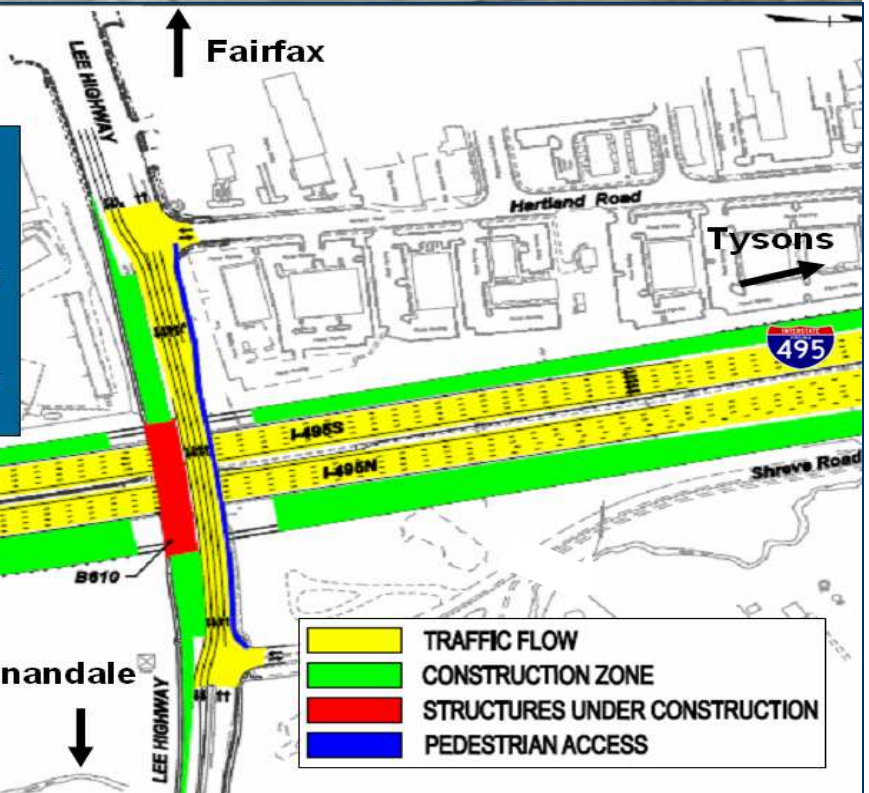 Fairfax
LEE HIGHWAY
Hartland Road
Tysons
INTERSTATE
495
I-495S
I-495N
Shreve Road
B610
nandale
LEE HIGHWAY
TRAFFIC FLOW
CONSTRUCTION ZONE
STRUCTURES UNDER CONSTRUCTION
PEDESTRIAN ACCESS